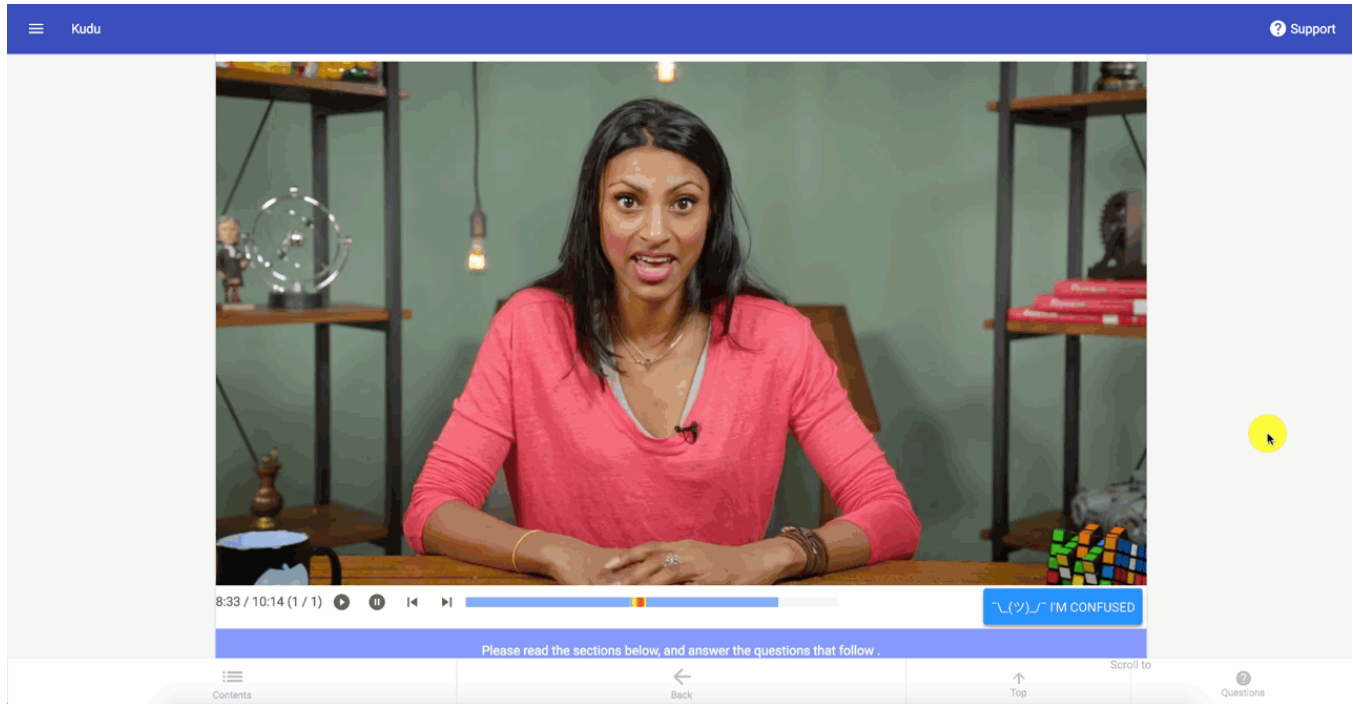 Kudu
Support
8:33 / 10:14 (1 / 1)
¯\_(ツ)_/¯ I'M CONFUSED
Please read the sections below, and answer the questions that follow .
Scroll to
Contents
Back
Top
Questions